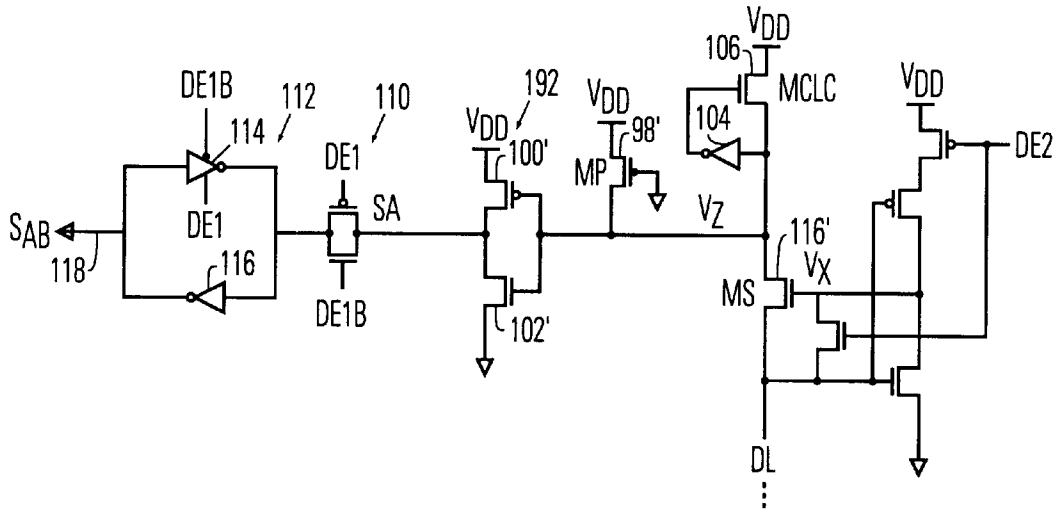 VDD
106
MCLC
104
VDD
DE2
DE1B
112
114
DE1
SAB
118
116
110
DE1
SA
DE1B
192
VDD
100'
102'
VDD
98'
MP
VZ
116'
VX
MS
DL